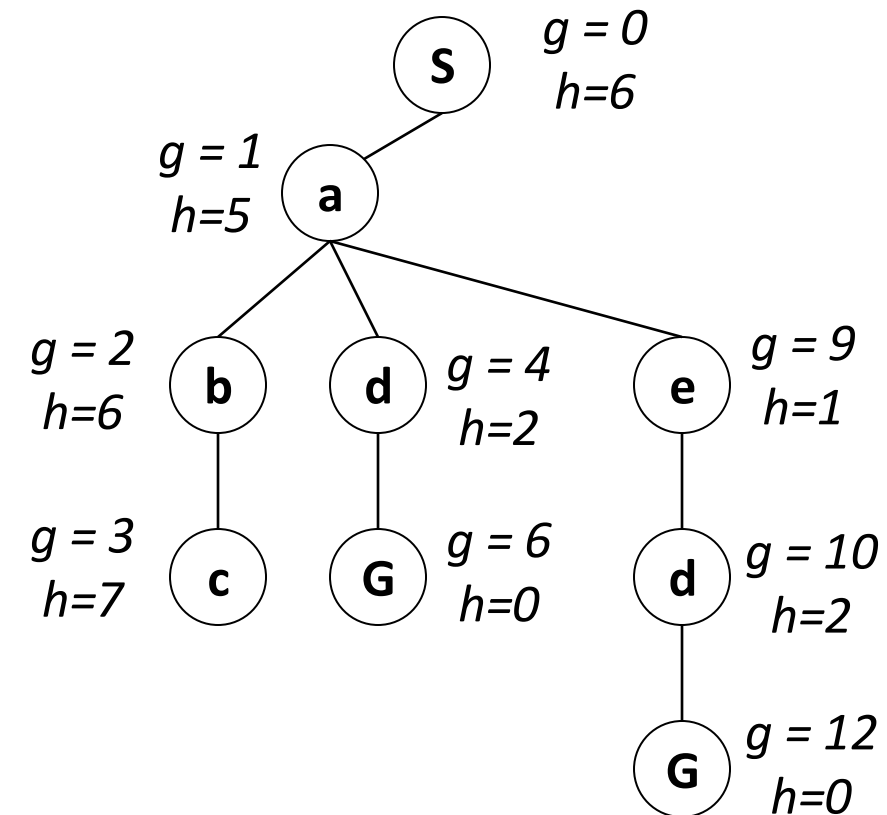 S
g = 0
h=6
g = 1
h=5
a
g = 2
h=6
b
d
g = 4
h=2
e
g = 9
h=1
g = 3
h=7
c
G
g = 6
h=0
d
g = 10
h=2
G
g = 12
h=0